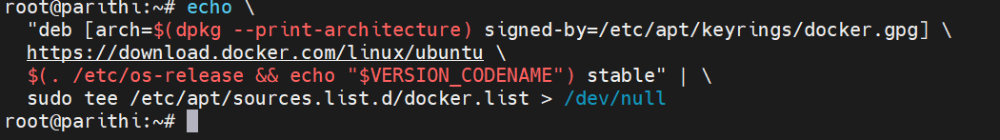 root@parithi:~# echo \
"deb [arch=$(dpkg --print-architecture) signed-by=/etc/apt/keyrings/docker.gpg] \
https://download.docker.com/linux/ubuntu \
$(. /etc/os-release && echo "$VERSION_CODENAME") stable" | \
sudo tee /etc/apt/sources.list.d/docker.list > /dev/null
root@parithi:~#